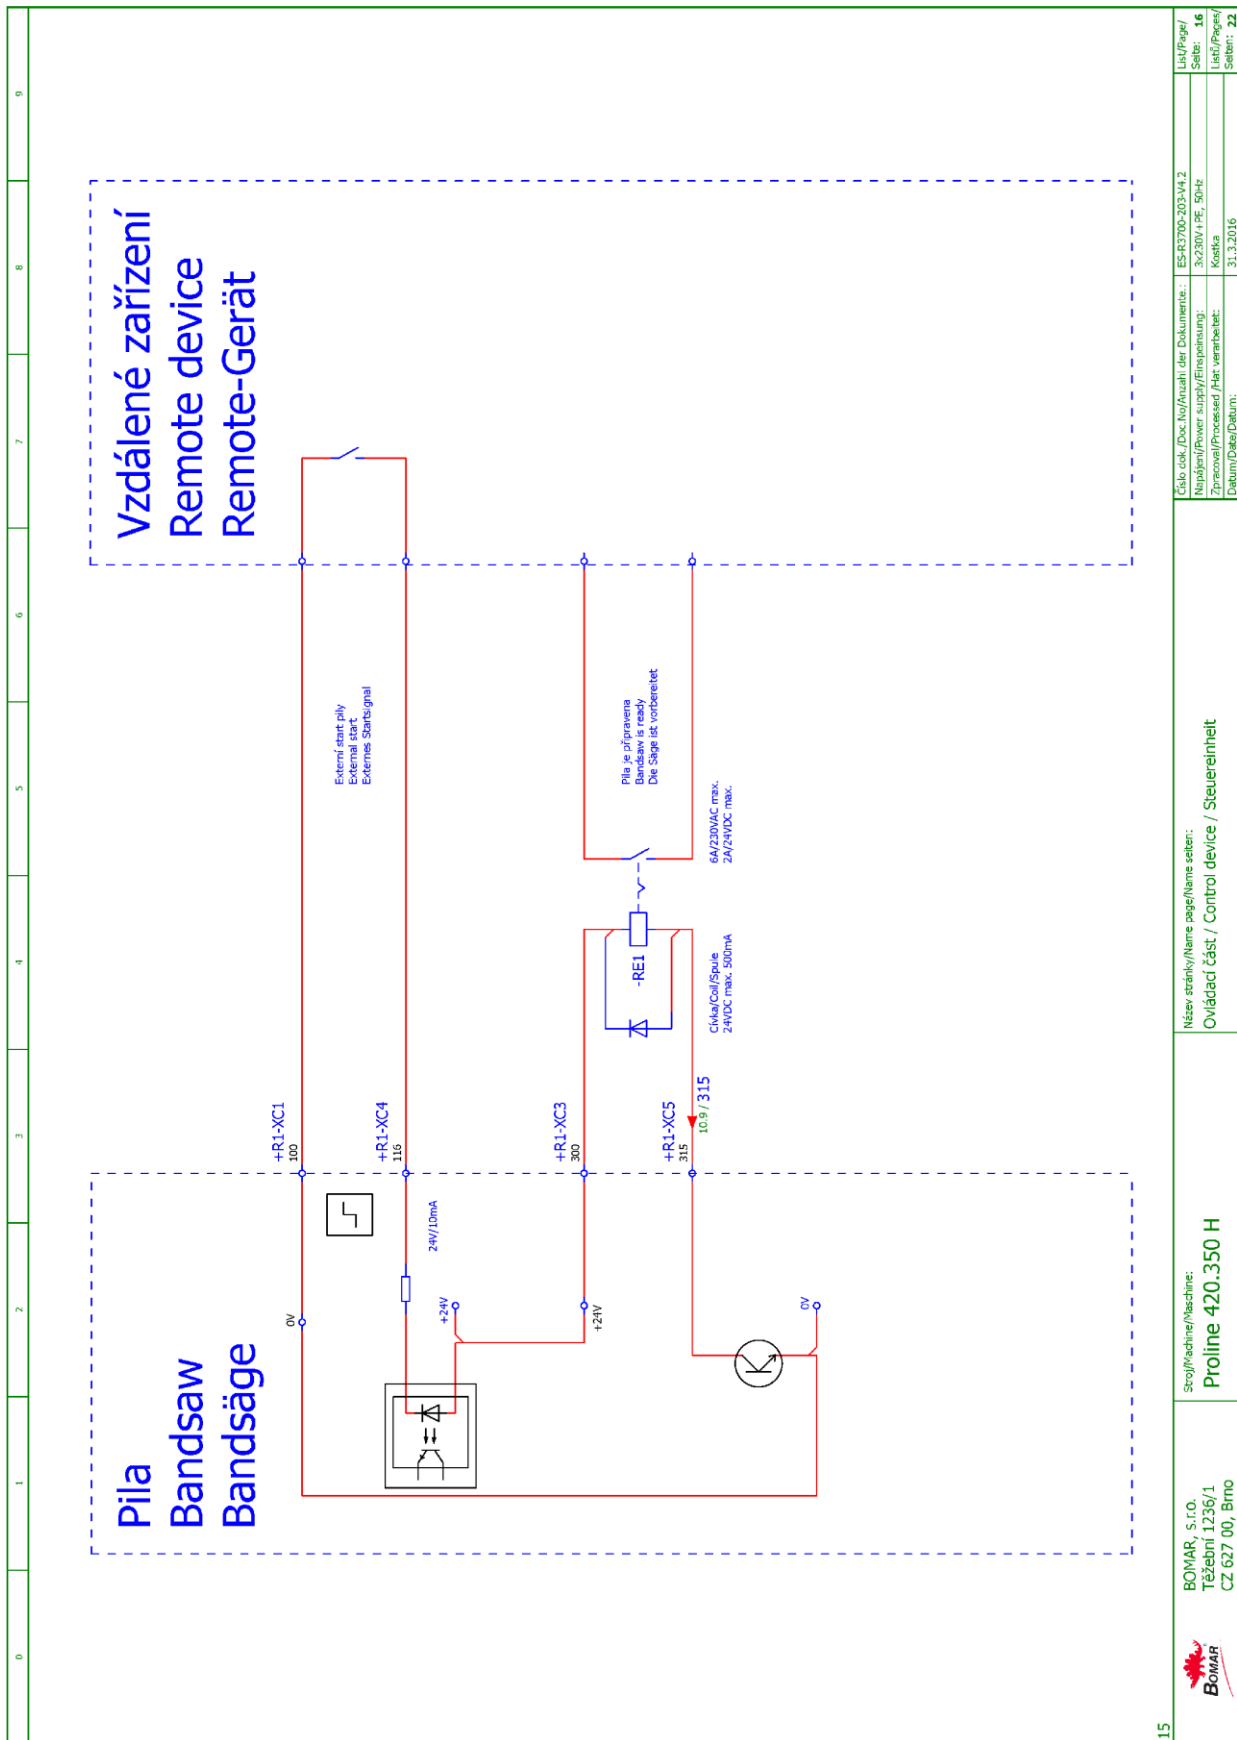 0
1
2
3
4
5
6
7
8
9
Pila
Bandsaw
Bandsäge
Vzdálené zařízení
Remote device
Remote-Gerät
+R1-XC1
100
0V
Externí start pily
External start
Externes Startsignal
+R1-XC4
116
24V/10mA
+24V
+R1-XC3
300
+24V
-RE1
Pila je připravena
Bandsaw is ready
Die Säge ist vorbereitet
+R1-XC5
315
10.9 / 315
Cívka/Coil/Spule
24VDC max. 500mA
6A/230VAC max.
2A/24VDC max.
0V
15
BOMAR
BOMAR, s.r.o.
Těžební 1236/1
CZ 627 00, Brno
Stroj/Machine/Maschine:
Proline 420.350 H
Název stránky/Name page/Name seiten:
Ovládací část / Control device / Steuereinheit
Číslo dok./Doc.No/Anzahl der Dokumente.: ES-R3700-203-V4.2
Napájení/Power supply/Einspeinsung: 3x230V+PE, 50Hz
Zpracoval/Processed /Hat verarbeitet: Kostka
Datum/Date/Datum: 31.3.2016
List/Page/
Seite: 16
Listů/Pages/
Seiten: 22